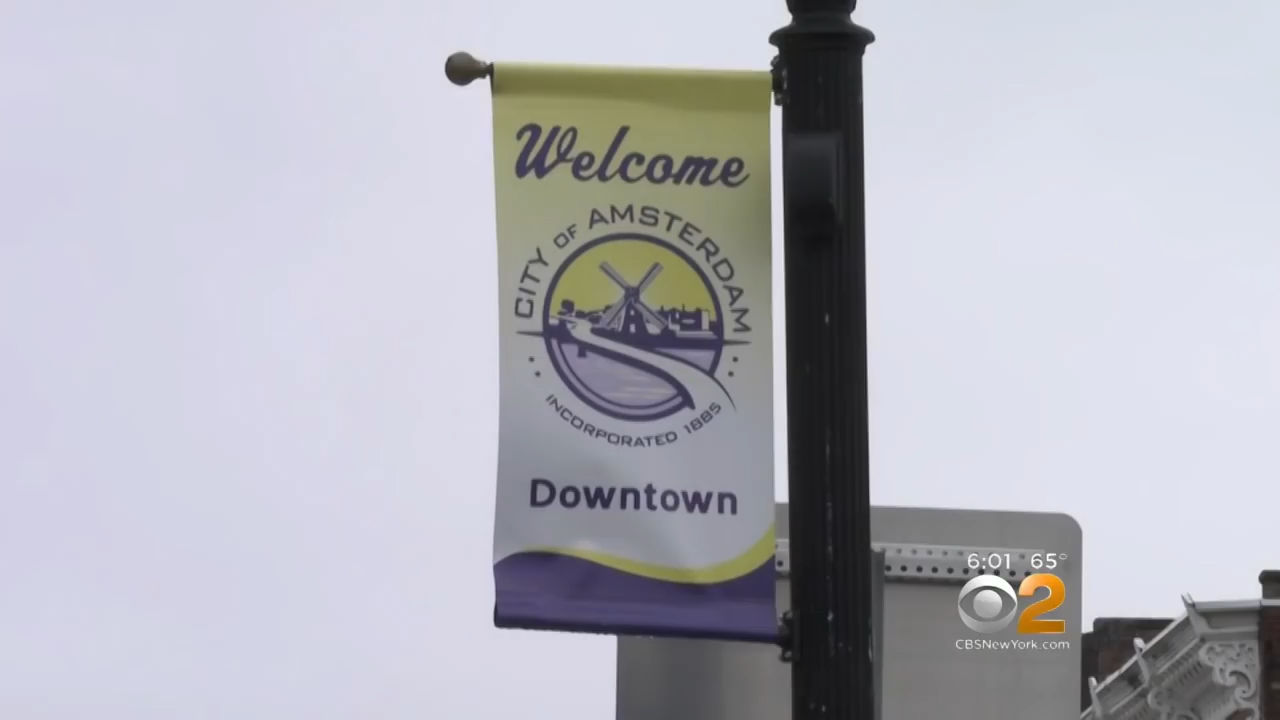 Welcome
CITY OF AMSTERDAM
INCORPORATED 1885
Downtown
6:01 65°
2
CBSNewYork.com